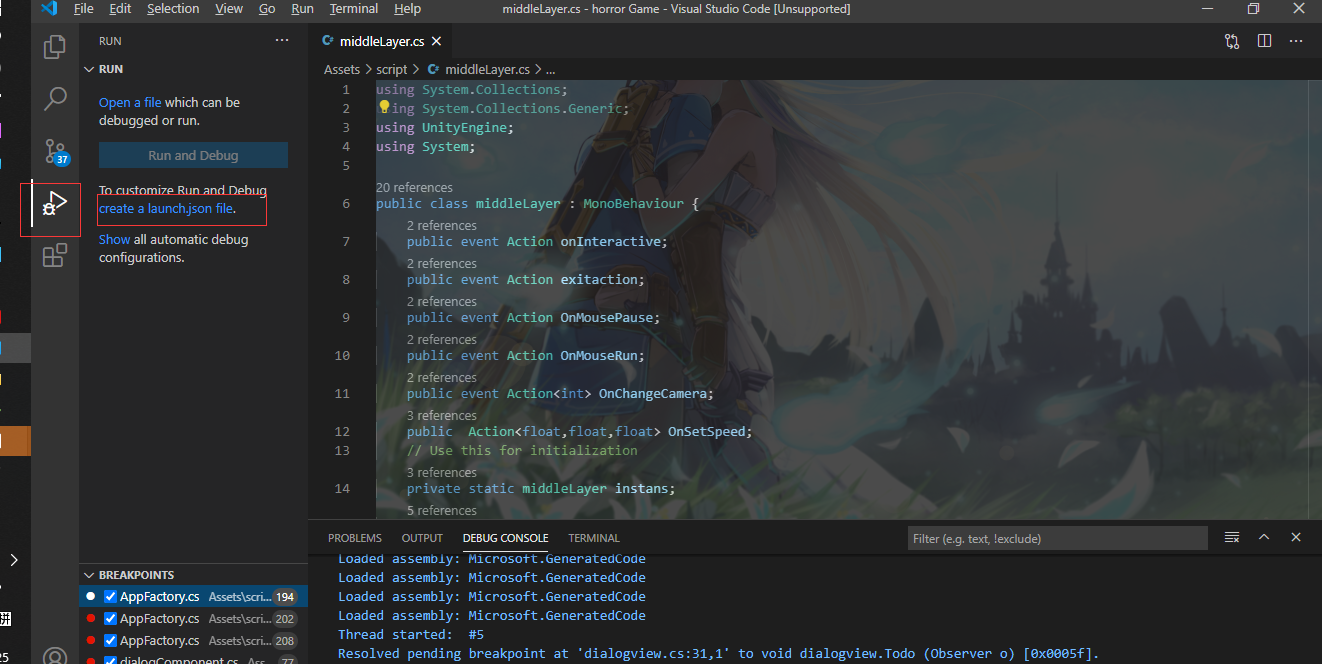 File Edit Selection View Go Run Terminal Help middleLayer.cs - horror Game - Visual Studio Code [Unsupported]
RUN
middleLayer.cs
RUN
Assets > script > middleLayer.cs > ...
Open a file which can be
debugged or run.
Run and Debug
37
To customize Run and Debug
create a launch.json file.
Show all automatic debug
configurations.
1 using System.Collections;
2 ing System.Collections.Generic;
3 using UnityEngine;
4 using System;
5
20 references
6 public class middleLayer : MonoBehaviour {
2 references
7 public event Action onInteractive;
2 references
8 public event Action exitaction;
2 references
9 public event Action OnMousePause;
2 references
10 public event Action OnMouseRun;
2 references
11 public event Action<int> OnChangeCamera;
3 references
12 public Action<float,float,float> OnSetSpeed;
13 // Use this for initialization
3 references
14 private static middleLayer instans;
5 references
PROBLEMS OUTPUT DEBUG CONSOLE TERMINAL Filter (e.g. text, !exclude)
Loaded assembly: Microsoft.GeneratedCode
Loaded assembly: Microsoft.GeneratedCode
Loaded assembly: Microsoft.GeneratedCode
Loaded assembly: Microsoft.GeneratedCode
Thread started: #5
Resolved pending breakpoint at 'dialogview.cs:31,1' to void dialogview.Todo (Observer o) [0x0005f].
BREAKPOINTS
AppFactory.cs Assets\scri... 194
AppFactory.cs Assets\scri... 202
AppFactory.cs Assets\scri... 208
dialogComponent.cs Ass... 77
拼
25